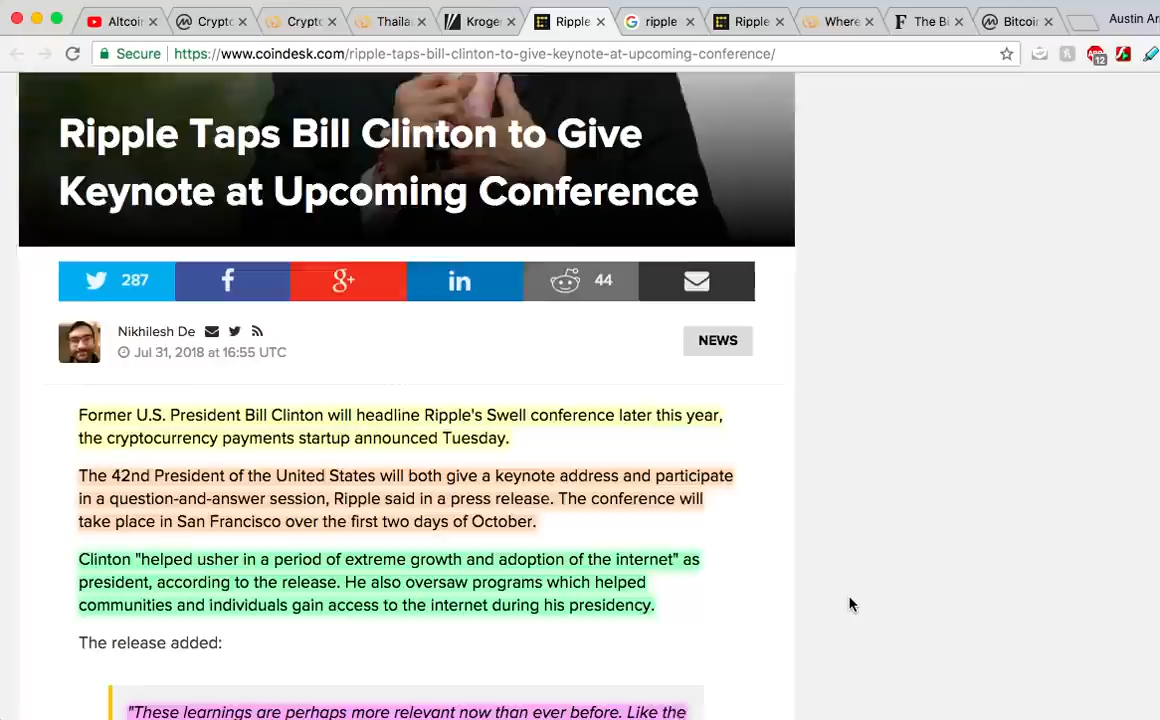 Altcoin
Crypto
Crypto
Thaila
Kroger
Ripple
ripple
Ripple
Where
The Bi
Bitcoin
Austin Ar
Secure
https://www.coindesk.com/ripple-taps-bill-clinton-to-give-keynote-at-upcoming-conference/
12
Ripple Taps Bill Clinton to Give
Keynote at Upcoming Conference
287
44
Nikhilesh De
Jul 31, 2018 at 16:55 UTC
NEWS
Former U.S. President Bill Clinton will headline Ripple's Swell conference later this year,
the cryptocurrency payments startup announced Tuesday.
The 42nd President of the United States will both give a keynote address and participate
in a question-and-answer session, Ripple said in a press release. The conference will
take place in San Francisco over the first two days of October.
Clinton "helped usher in a period of extreme growth and adoption of the internet" as
president, according to the release. He also oversaw programs which helped
communities and individuals gain access to the internet during his presidency.
The release added:
"These learnings are perhaps more relevant now than ever before. Like the